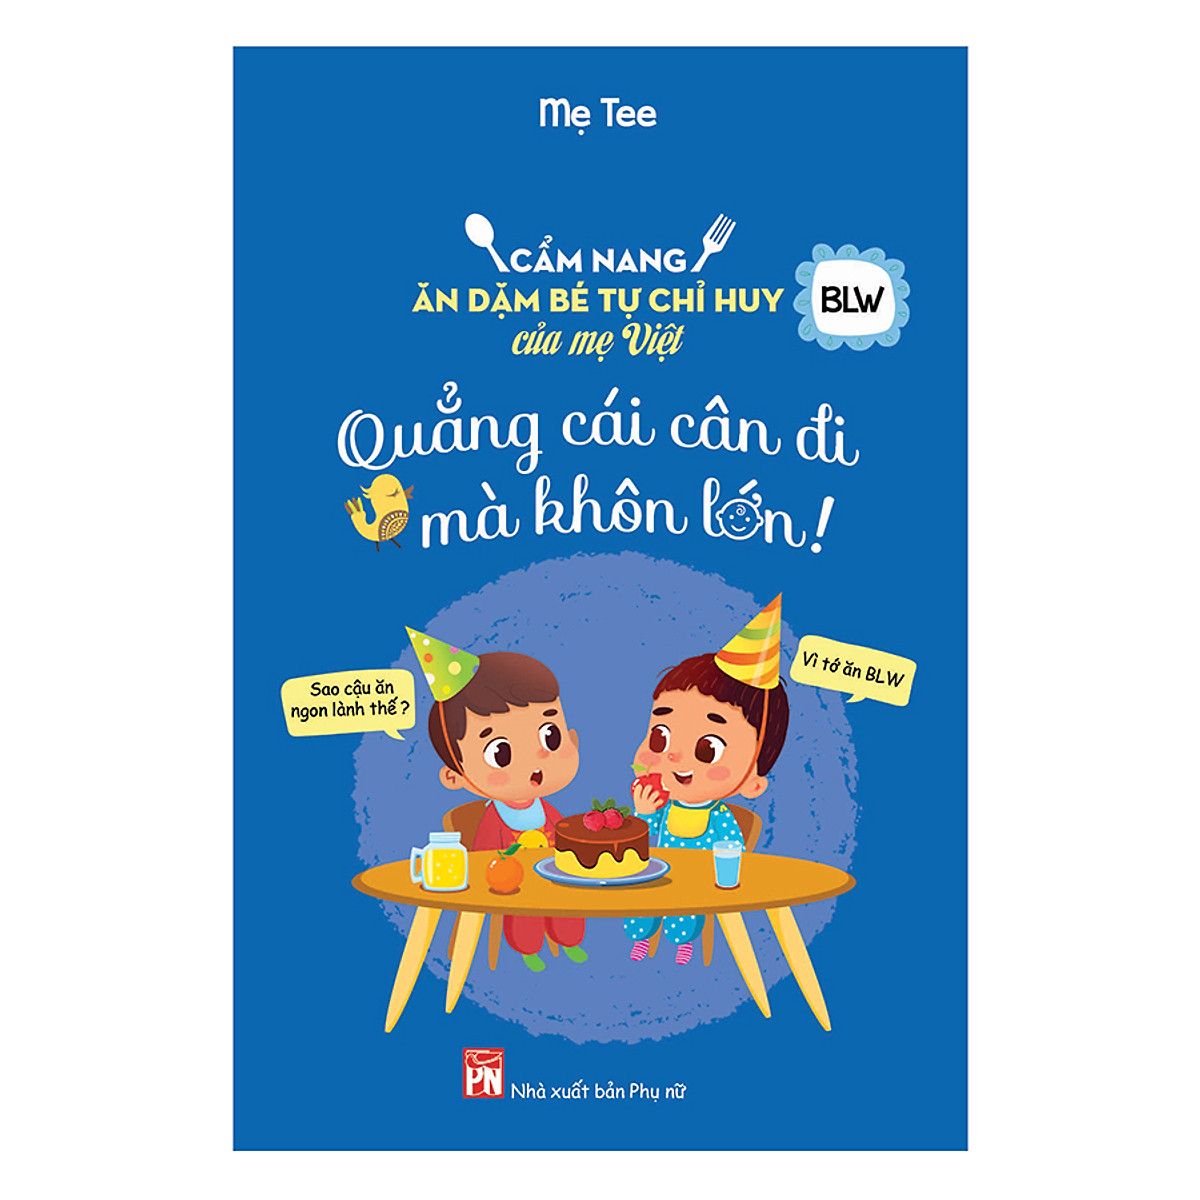 Mẹ Tee
CẨM NANG
ĂN DẶM BÉ TỰ CHỈ HUY
BLW
của mẹ Việt
Quẳng cái cân đi
mà khôn lớn!
Sao cậu ăn
ngon lành thế?
Vì tớ ăn BLW
PN
Nhà xuất bản Phụ nữ